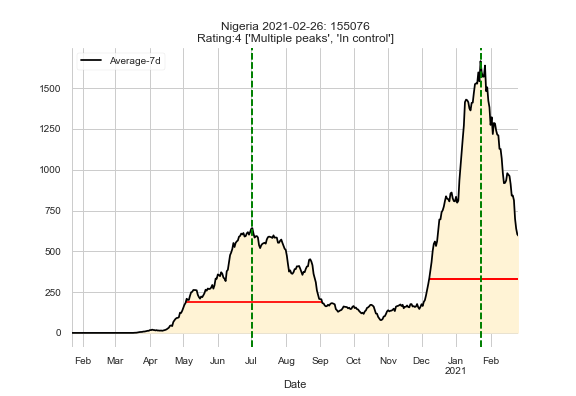 Nigeria 2021-02-26: 155076
Rating:4 ['Multiple peaks', 'In control']
Average-7d
1500
1250
1000
750
500
250
0
Feb Mar Apr May Jun Jul Aug Sep Oct Nov Dec Jan Feb
2021
Date